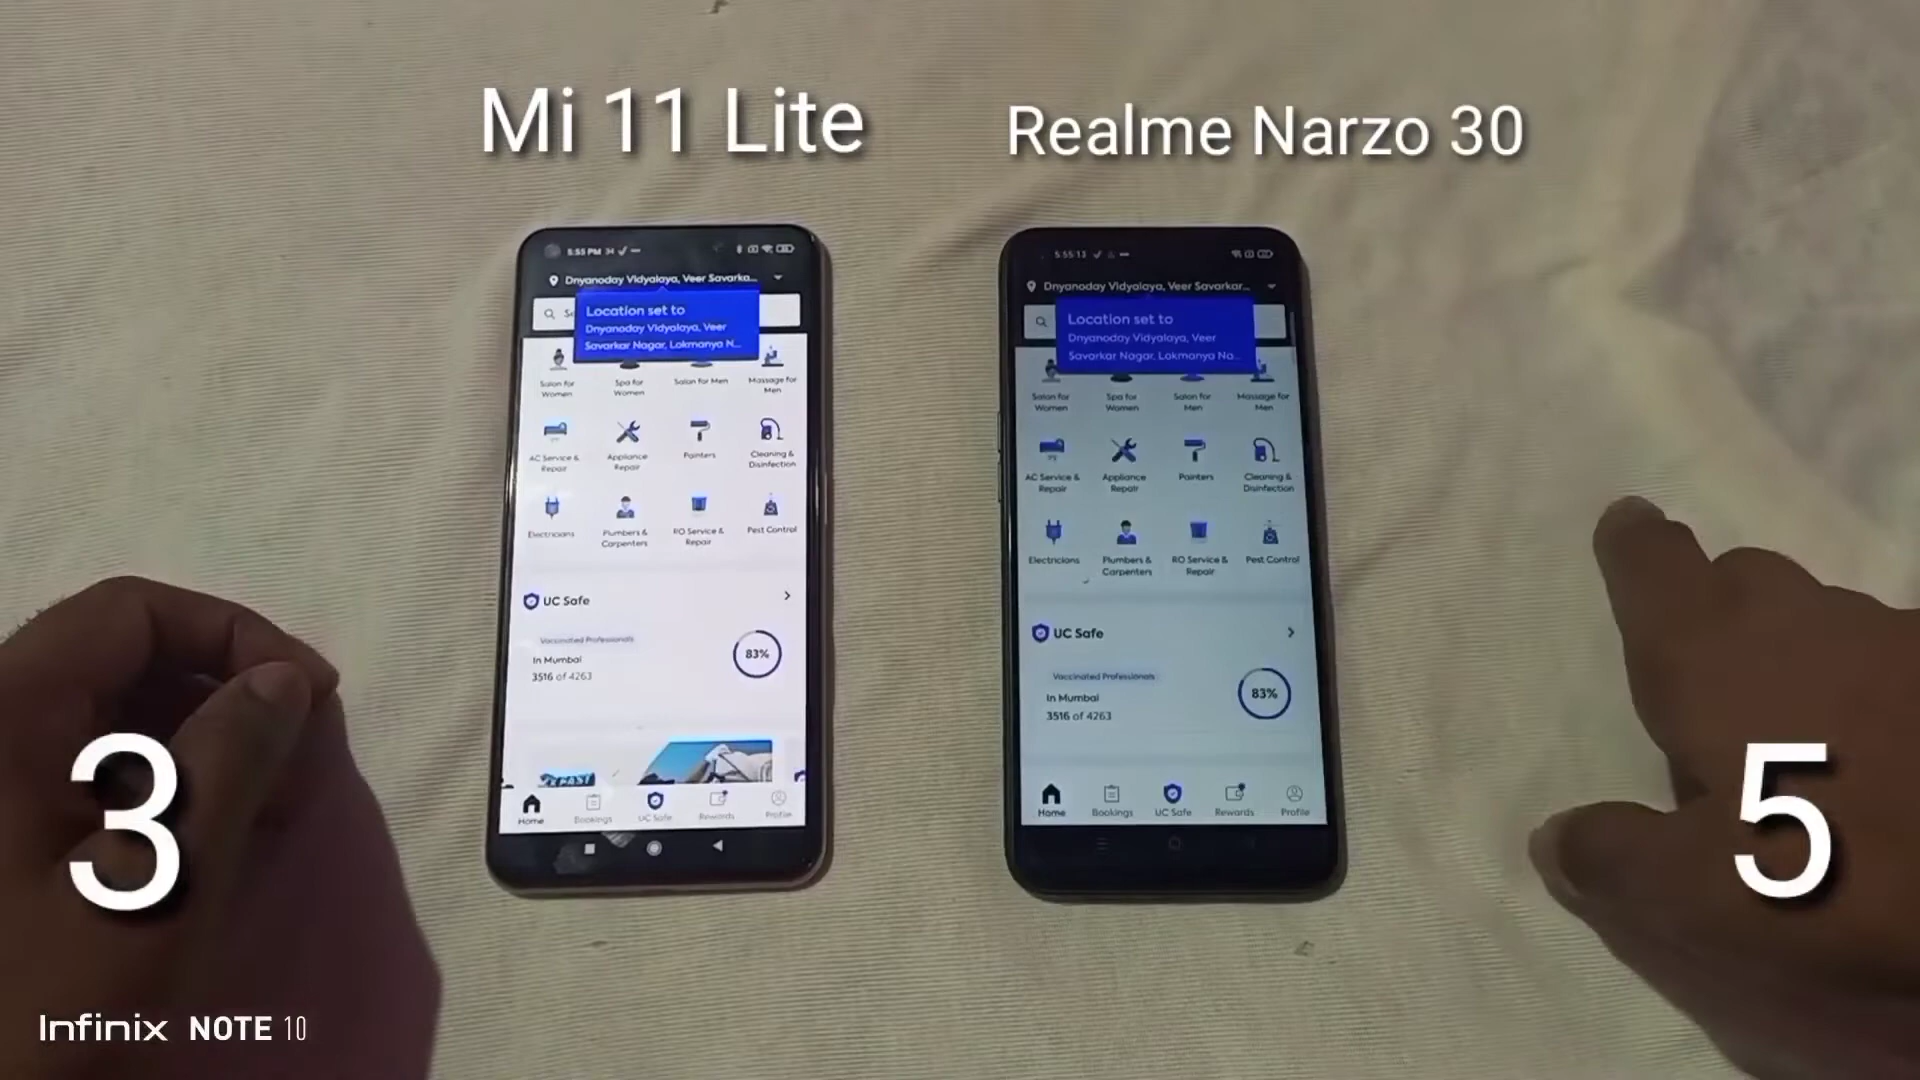 Mi 11 Lite
Realme Narzo 30
5:55 PM
Dnyanoday Vidyalaya, Veer Savarka...
Location set to
Dnyanoday Vidyalaya, Veer
Savarkar Nagar, Lokmanya N...
Salon for
Women
Spa for
Women
Salon for Men
Massage for
Men
AC Service &
Repair
Appliance
Repair
Painters
Cleaning &
Disinfection
Electricians
Plumbers &
Carpenters
RO Service &
Repair
Pest Control
UC Safe
Vaccinated Professionals
In Mumbai
3516 of 4263
83%
Home
Bookings
UC Safe
Rewards
Profile
5:55:13
Dnyanoday Vidyalaya, Veer Savarkar...
Location set to
Dnyanoday Vidyalaya, Veer
Savarkar Nagar, Lokmanya Na...
Salon for
Women
Spa for
Women
Salon for
Men
Massage for
Men
AC Service &
Repair
Appliance
Repair
Painters
Cleaning &
Disinfection
Electricians
Plumbers &
Carpenters
RO Service &
Repair
Pest Control
UC Safe
Vaccinated Professionals
In Mumbai
3516 of 4263
83%
Home
Bookings
UC Safe
Rewards
Profile
3
5
Infinix NOTE 10